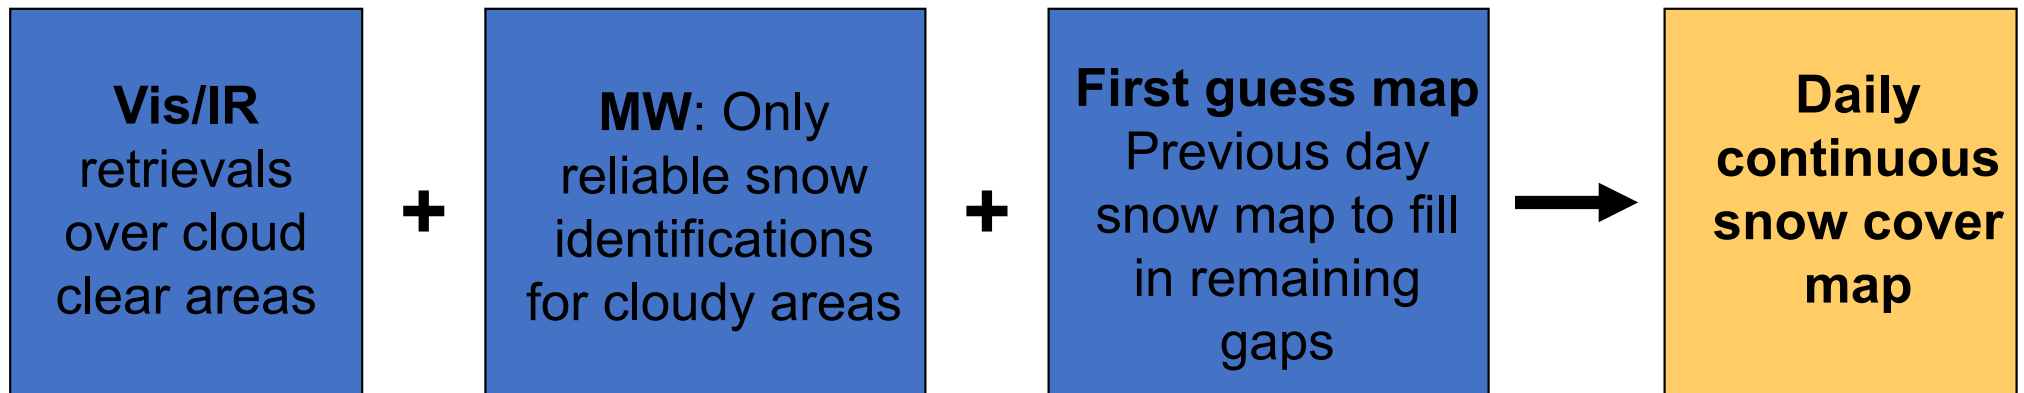 Vis/IR
retrievals
over cloud
clear areas
+
MW: Only
reliable snow
identifications
for cloudy areas
+
First guess map
Previous day
snow map to fill
in remaining
gaps
Daily
continuous
snow cover
map